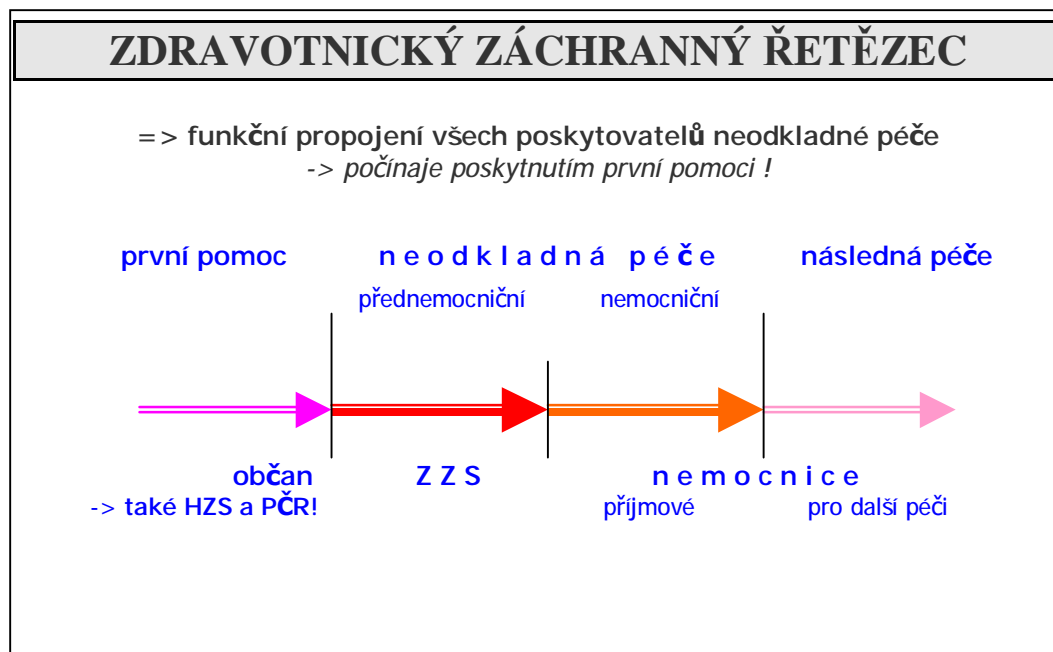 ZDRAVOTNICKÝ ZÁCHRANNÝ ŘETĚZEC
=> funkční propojení všech poskytovatelů neodkladné péče
-> počínaje poskytnutím první pomoci !
první pomoc n e o d k l a d n á p é č e následná péče
přednemocniční nemocniční
občan Z Z S n e m o c n i c e
-> také HZS a PČR! příjmové pro další péči